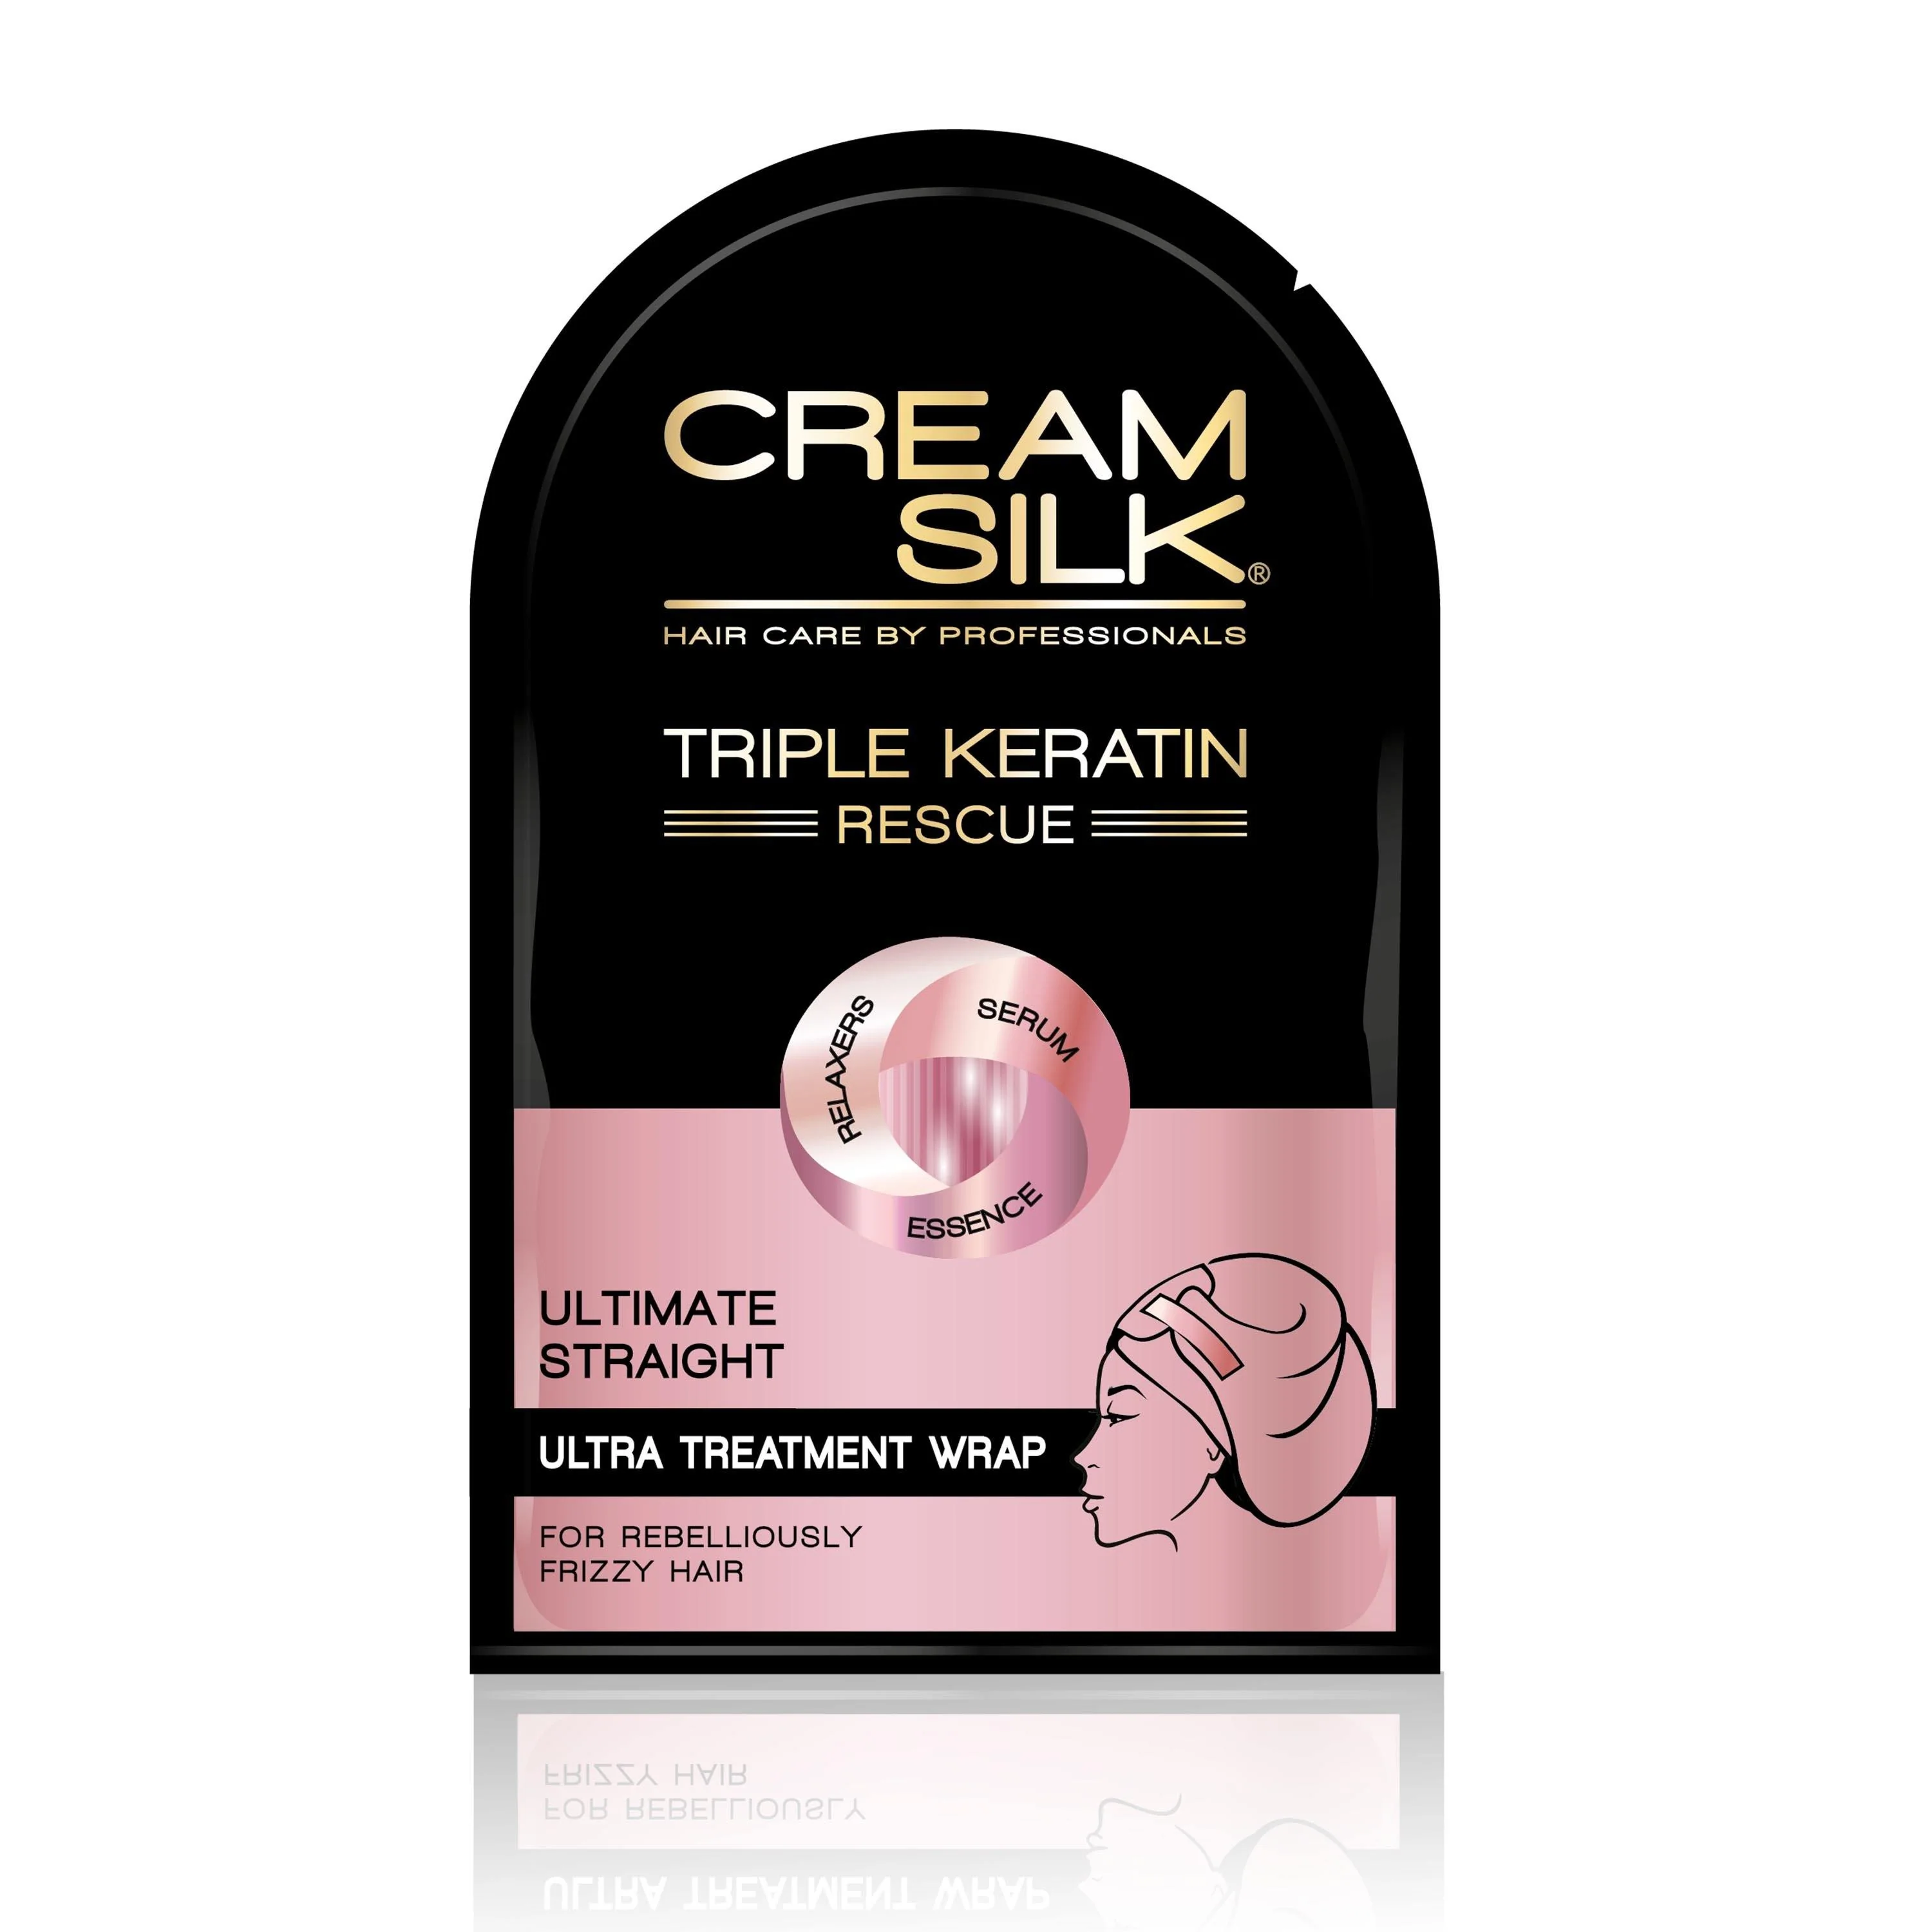 CREAM
SILK®
HAIR CARE BY PROFESSIONALS
TRIPLE KERATIN
RESCUE
RELAXERS
SERUM
ESSENCE
ULTIMATE
STRAIGHT
ULTRA TREATMENT WRAP
FOR REBELLIOUSLY
FRIZZY HAIR